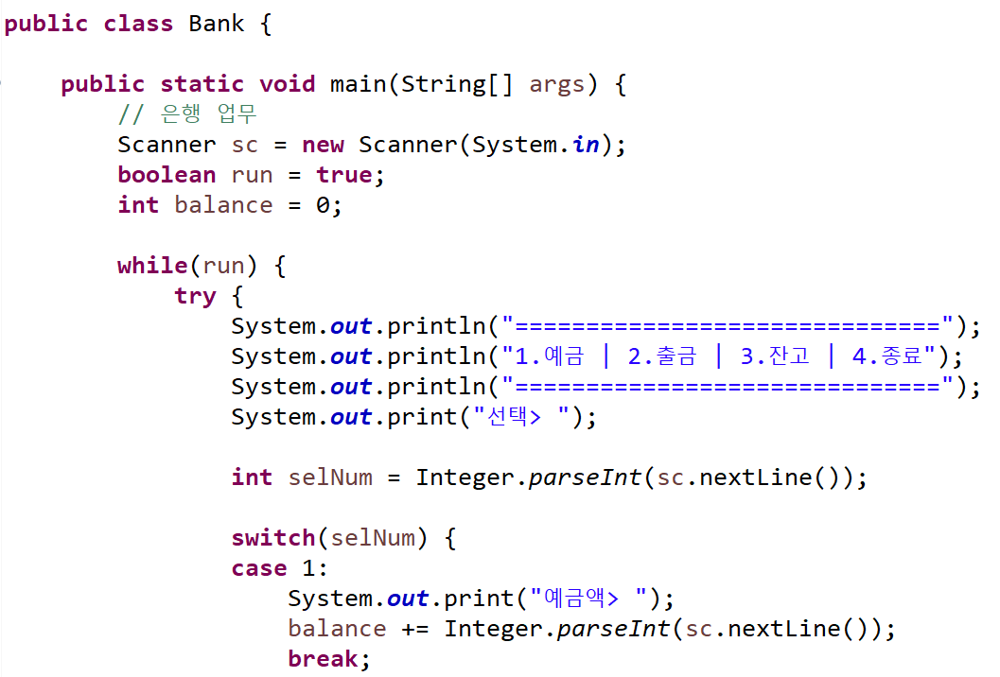 public class Bank {
public static void main(String[] args) {
// 은행 업무
Scanner sc = new Scanner(System.in);
boolean run = true;
int balance = 0;
while(run) {
try {
System.out.println("==============================");
System.out.println("1.예금 | 2.출금 | 3.잔고 | 4.종료");
System.out.println("==============================");
System.out.print("선택> ");
int selNum = Integer.parseInt(sc.nextLine());
switch(selNum) {
case 1:
System.out.print("예금액> ");
balance += Integer.parseInt(sc.nextLine());
break;